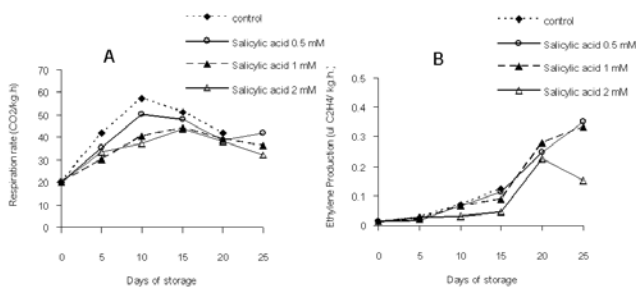 A
control
Salicylic acid 0.5 mM
Salicylic acid 1 mM
Salicylic acid 2 mM
Respiration rate (CO2/kg.h)
70
60
50
40
30
20
10
0
0 5 10 15 20 25
Days of storage
B
control
Salicylic acid 0.5 mM
Salicylic acid 1 mM
Salicylic acid 2 mM
Ethylene Production (ul C2H4/ kg.h.)
0.5
0.4
0.3
0.2
0.1
0
0 5 10 15 20 25
Days of storage